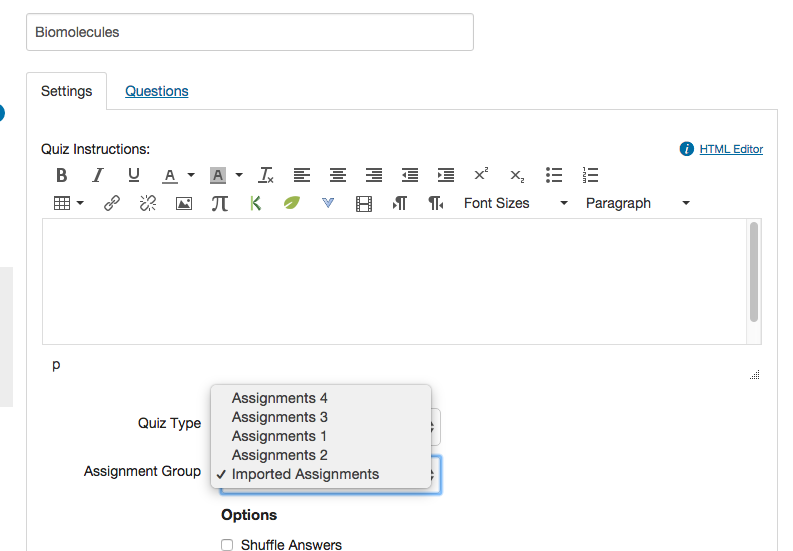 Biomolecules
Settings Questions
Quiz Instructions: i HTML Editor
B I U A A Tx x² x₂
π K V Font Sizes Paragraph
p
Assignments 4
Assignments 3
Quiz Type
Assignments 1
Assignments 2
Assignment Group ✓ Imported Assignments
Options
Shuffle Answers